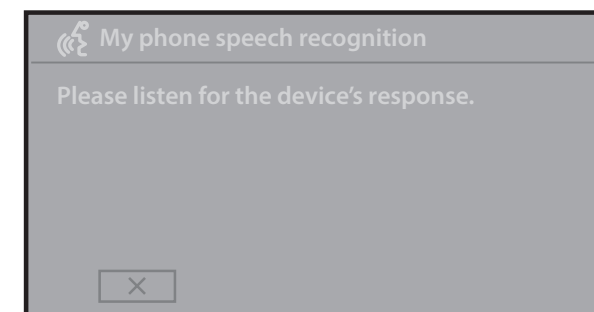 My phone speech recognition
Please listen for the device's response.